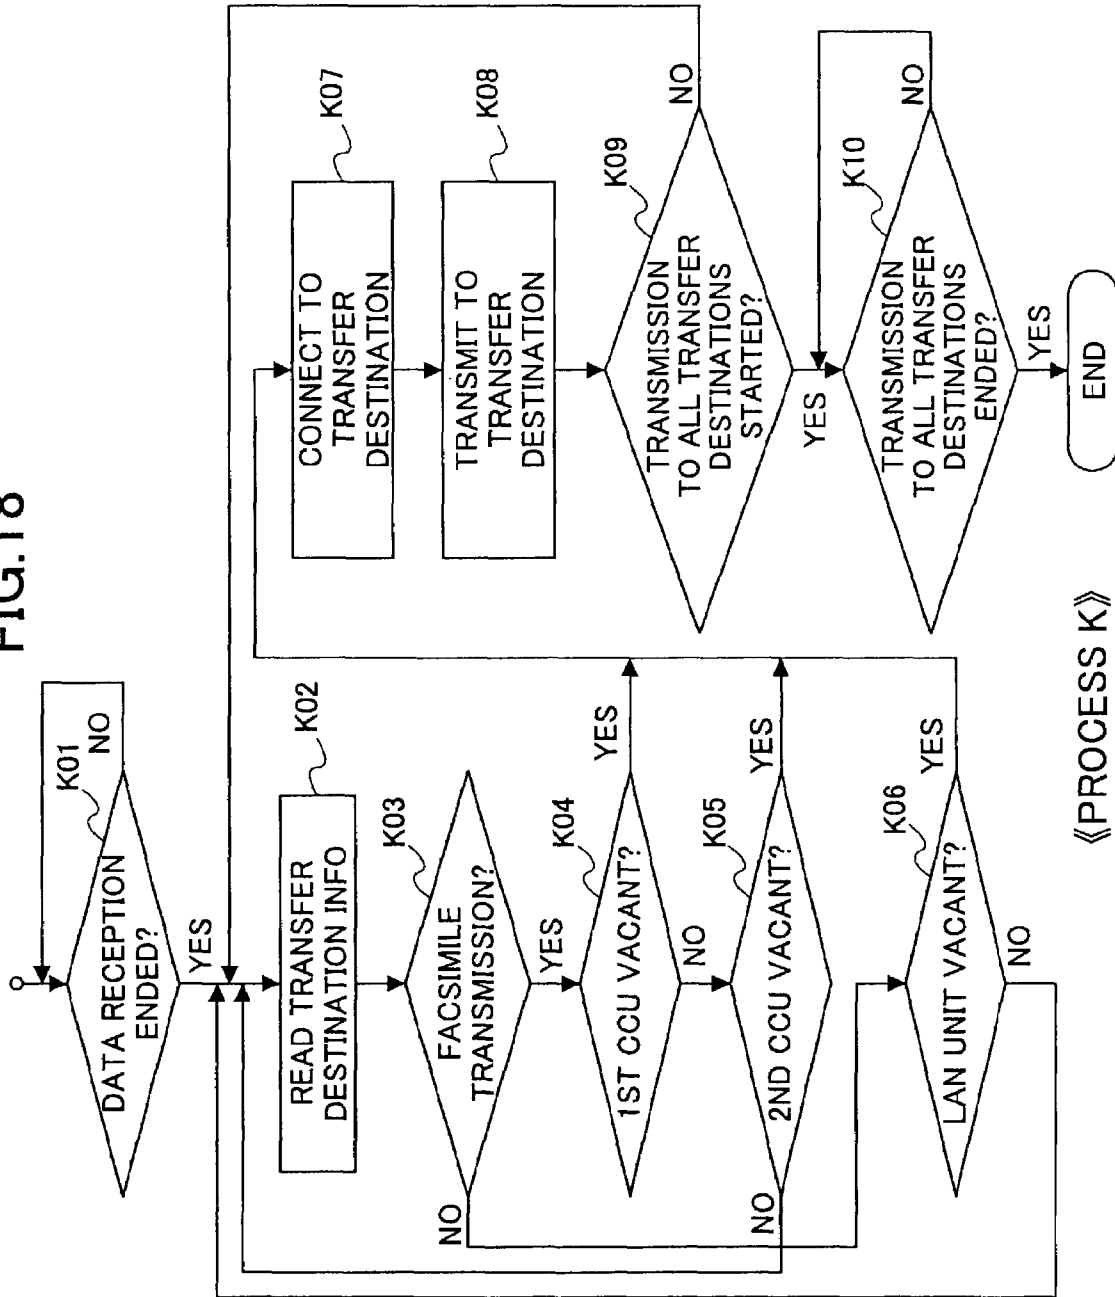 FIG.18
DATA RECEPTION
ENDED?
K01
NO
YES
READ TRANSFER
DESTINATION INFO
K02
FACSIMILE
TRANSMISSION?
K03
NO
YES
1ST CCU VACANT?
K04
YES
NO
2ND CCU VACANT?
K05
YES
NO
LAN UNIT VACANT?
K06
YES
NO
CONNECT TO
TRANSFER
DESTINATION
K07
TRANSMIT TO
TRANSFER
DESTINATION
K08
TRANSMISSION
TO ALL TRANSFER
DESTINATIONS
STARTED?
K09
NO
YES
TRANSMISSION
TO ALL TRANSFER
DESTINATIONS
ENDED?
K10
NO
YES
END
《PROCESS K》